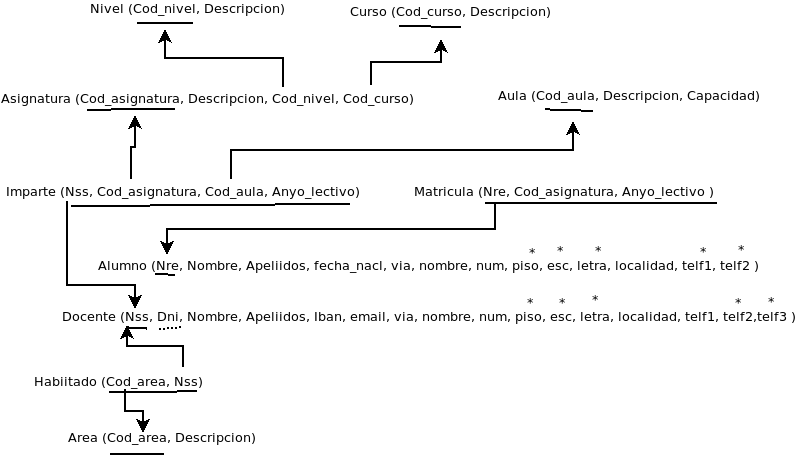 Nivel (Cod_nivel, Descripcion)
Curso (Cod_curso, Descripcion)
Asignatura (Cod_asignatura, Descripcion, Cod_nivel, Cod_curso)
Aula (Cod_aula, Descripcion, Capacidad)
Imparte (Nss, Cod_asignatura, Cod_aula, Anyo_lectivo)
Matricula (Nre, Cod_asignatura, Anyo_lectivo )
* * * * *
Alumno (Nre, Nombre, Apeliidos, fecha_nacl, via, nombre, num, piso, esc, letra, localidad, telf1, telf2 )
* * * * *
Docente (Nss, Dni, Nombre, Apeliidos, Iban, email, via, nombre, num, piso, esc, letra, localidad, telf1, telf2,telf3 )
Habiitado (Cod_area, Nss)
Area (Cod_area, Descripcion)